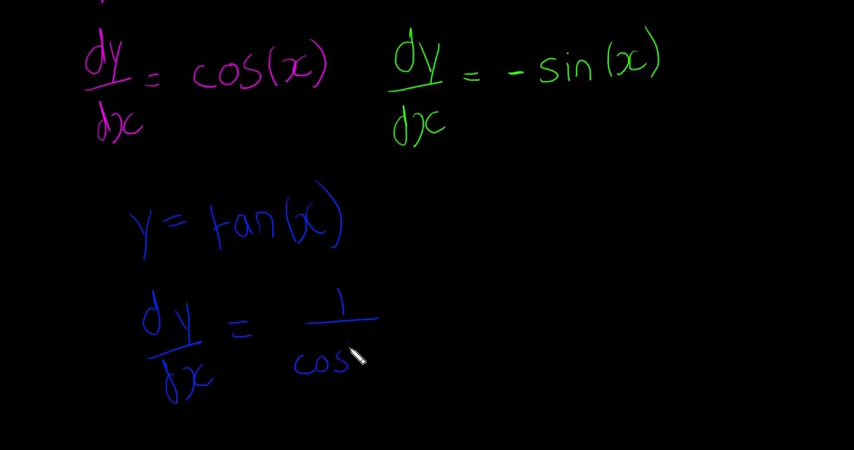 dy/dx = cos(x)
dy/dx = - sin(x)
y = tan(x)
dy/dx = 1/cos